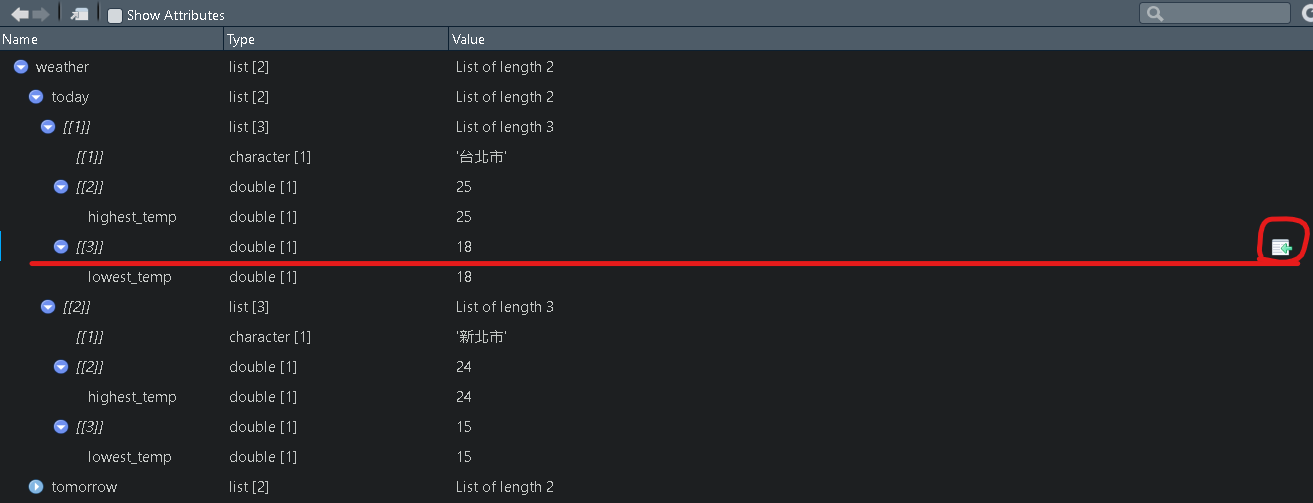 Show Attributes
Name Type Value
weather list [2] List of length 2
today list [2] List of length 2
[[1]] list [3] List of length 3
[[1]] character [1] '台北市'
[[2]] double [1] 25
highest_temp double [1] 25
[[3]] double [1] 18
lowest_temp double [1] 18
[[2]] list [3] List of length 3
[[1]] character [1] '新北市'
[[2]] double [1] 24
highest_temp double [1] 24
[[3]] double [1] 15
lowest_temp double [1] 15
tomorrow list [2] List of length 2